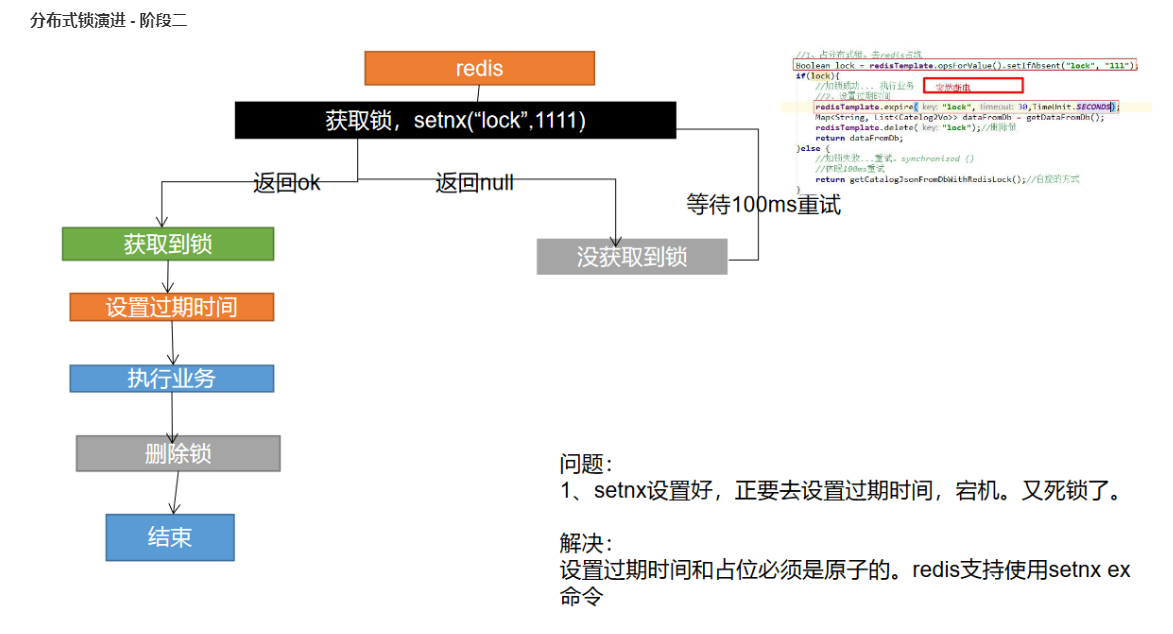 分布式锁演进 - 阶段二
redis
获取锁，setnx(“lock”,1111)
返回ok
返回null
等待100ms重试
获取到锁
没获取到锁
设置过期时间
执行业务
删除锁
结束
//1、占分布式锁。去redis占坑
Boolean lock = redisTemplate.opsForValue().setIfAbsent("lock", "111");
if(lock){
//加锁成功... 执行业务
突然断电
//2、设置过期时间
redisTemplate.expire( key: "lock", timeout: 30,TimeUnit.SECONDS);
Map<String, List<Catelog2Vo>> dataFromDb = getDataFromDb();
redisTemplate.delete( key: "lock");//删除锁
return dataFromDb;
}else {
//加锁失败...重试。synchronized ()
//休眠100ms重试
return getCatalogJsonFromDbWithRedisLock();//自旋的方式
}
问题：
1、setnx设置好，正要去设置过期时间，宕机。又死锁了。
解决：
设置过期时间和占位必须是原子的。redis支持使用setnx ex
命令